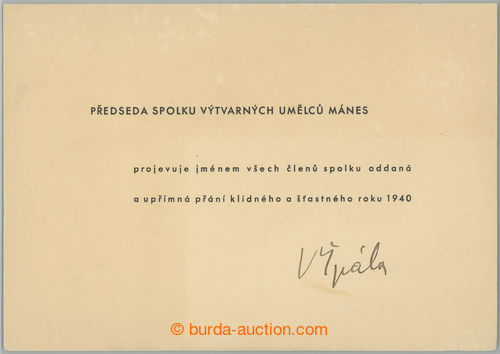 PŘEDSEDA SPOLKU VÝTVARNÝCH UMĚLCŮ MÁNES
projevuje jménem všech členů spolku oddaná
a upřímná přání klidného a šťastného roku 1940
V Špála
© burda-auction.com